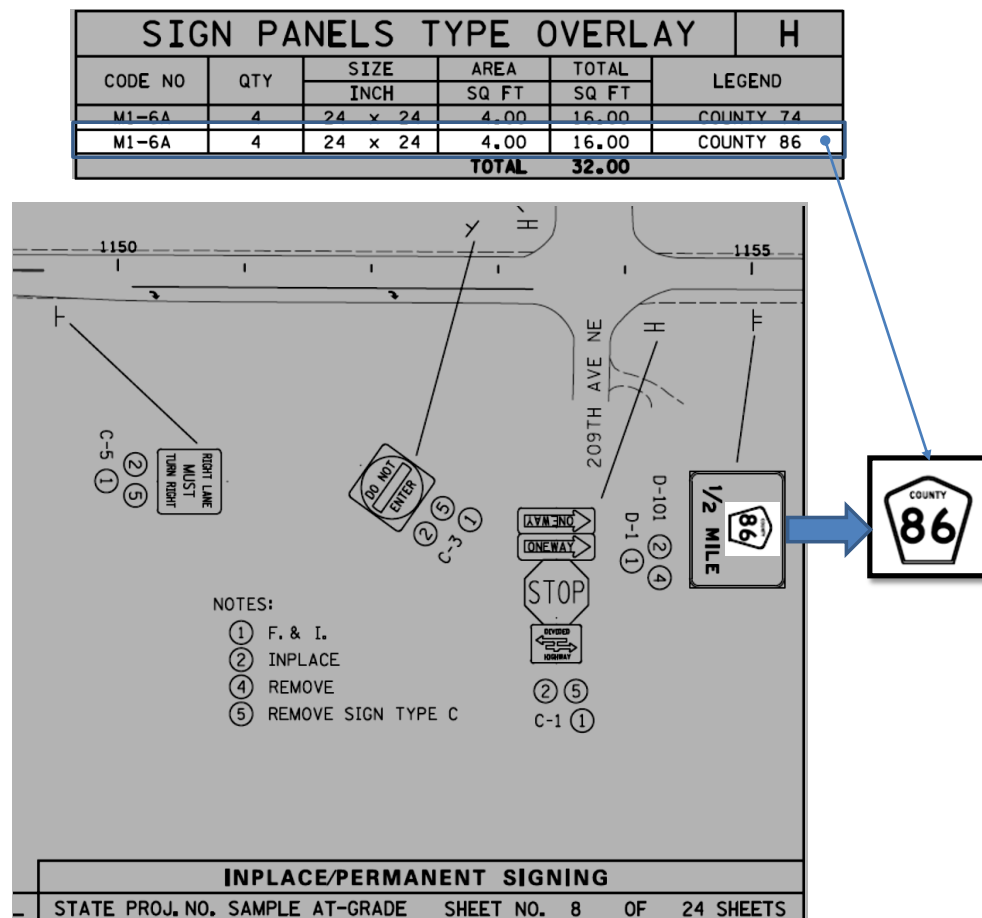 SIGN PANELS TYPE OVERLAY H
CODE NO QTY SIZE AREA TOTAL LEGEND
INCH SQ FT SQ FT
M1-6A 4 24 x 24 4.00 16.00 COUNTY 74
M1-6A 4 24 x 24 4.00 16.00 COUNTY 86
TOTAL 32.00
1150
1155
209TH AVE NE
RIGHT LANE
MUST
TURN RIGHT
2 5
C-5 1
DO NOT
ENTER
2 5
C-3 1
ONEWAY
ONEWAY
STOP
DIVIDED
HIGHWAY
2 5
C-1 1
COUNTY
86
1/2 MILE
D-101 2 4
D-1 1
COUNTY
86
NOTES:
1 F. & I.
2 INPLACE
4 REMOVE
5 REMOVE SIGN TYPE C
INPLACE/PERMANENT SIGNING
STATE PROJ. NO. SAMPLE AT-GRADE SHEET NO. 8 OF 24 SHEETS